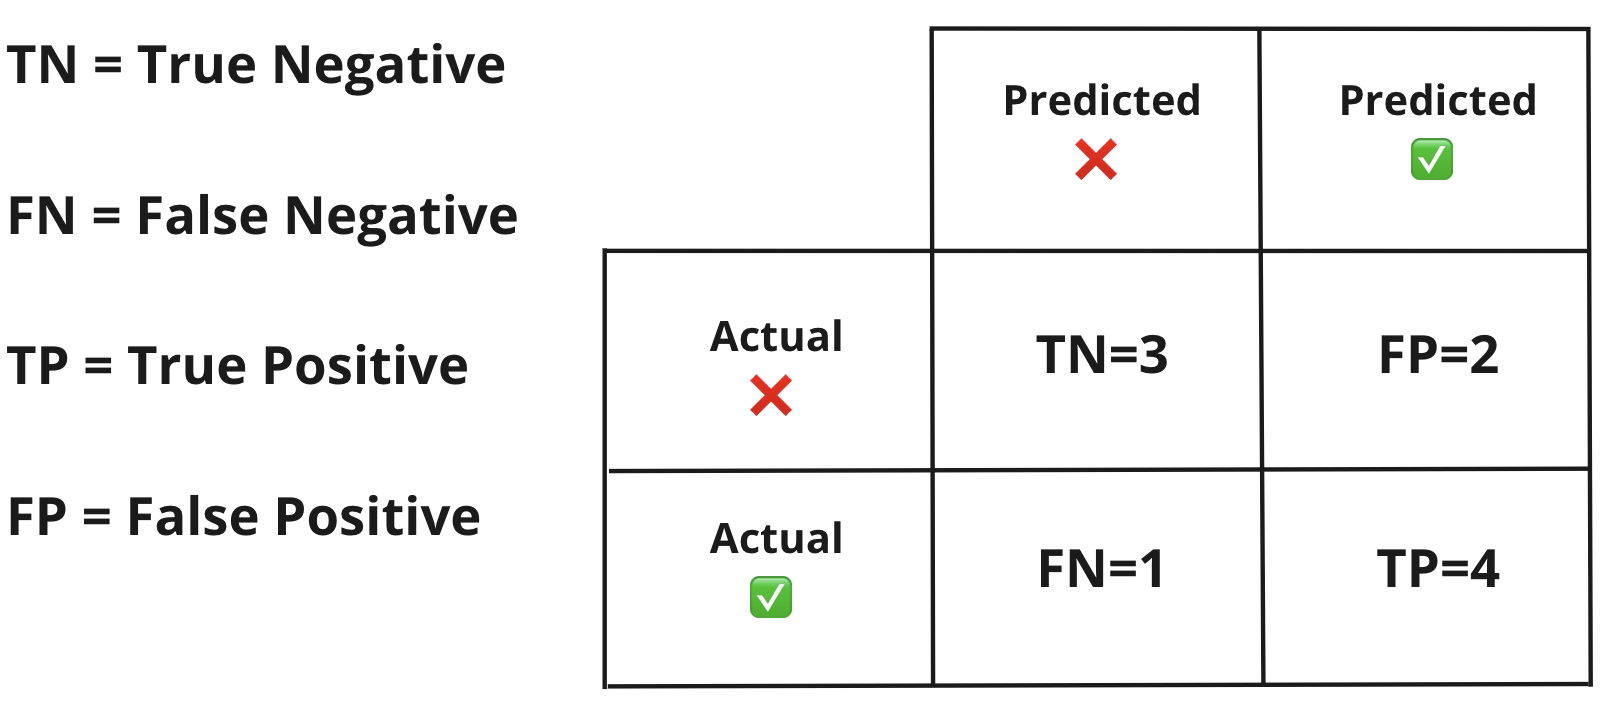 TN = True Negative
FN = False Negative
TP = True Positive
FP = False Positive
Predicted Predicted
❌ ✅
Actual
❌
TN=3 FP=2
Actual
✅
FN=1 TP=4